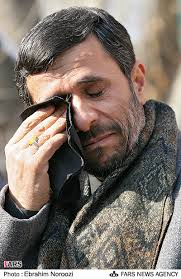 FARS
Photo : Ebrahim Noroozi
FARS NEWS AGENCY